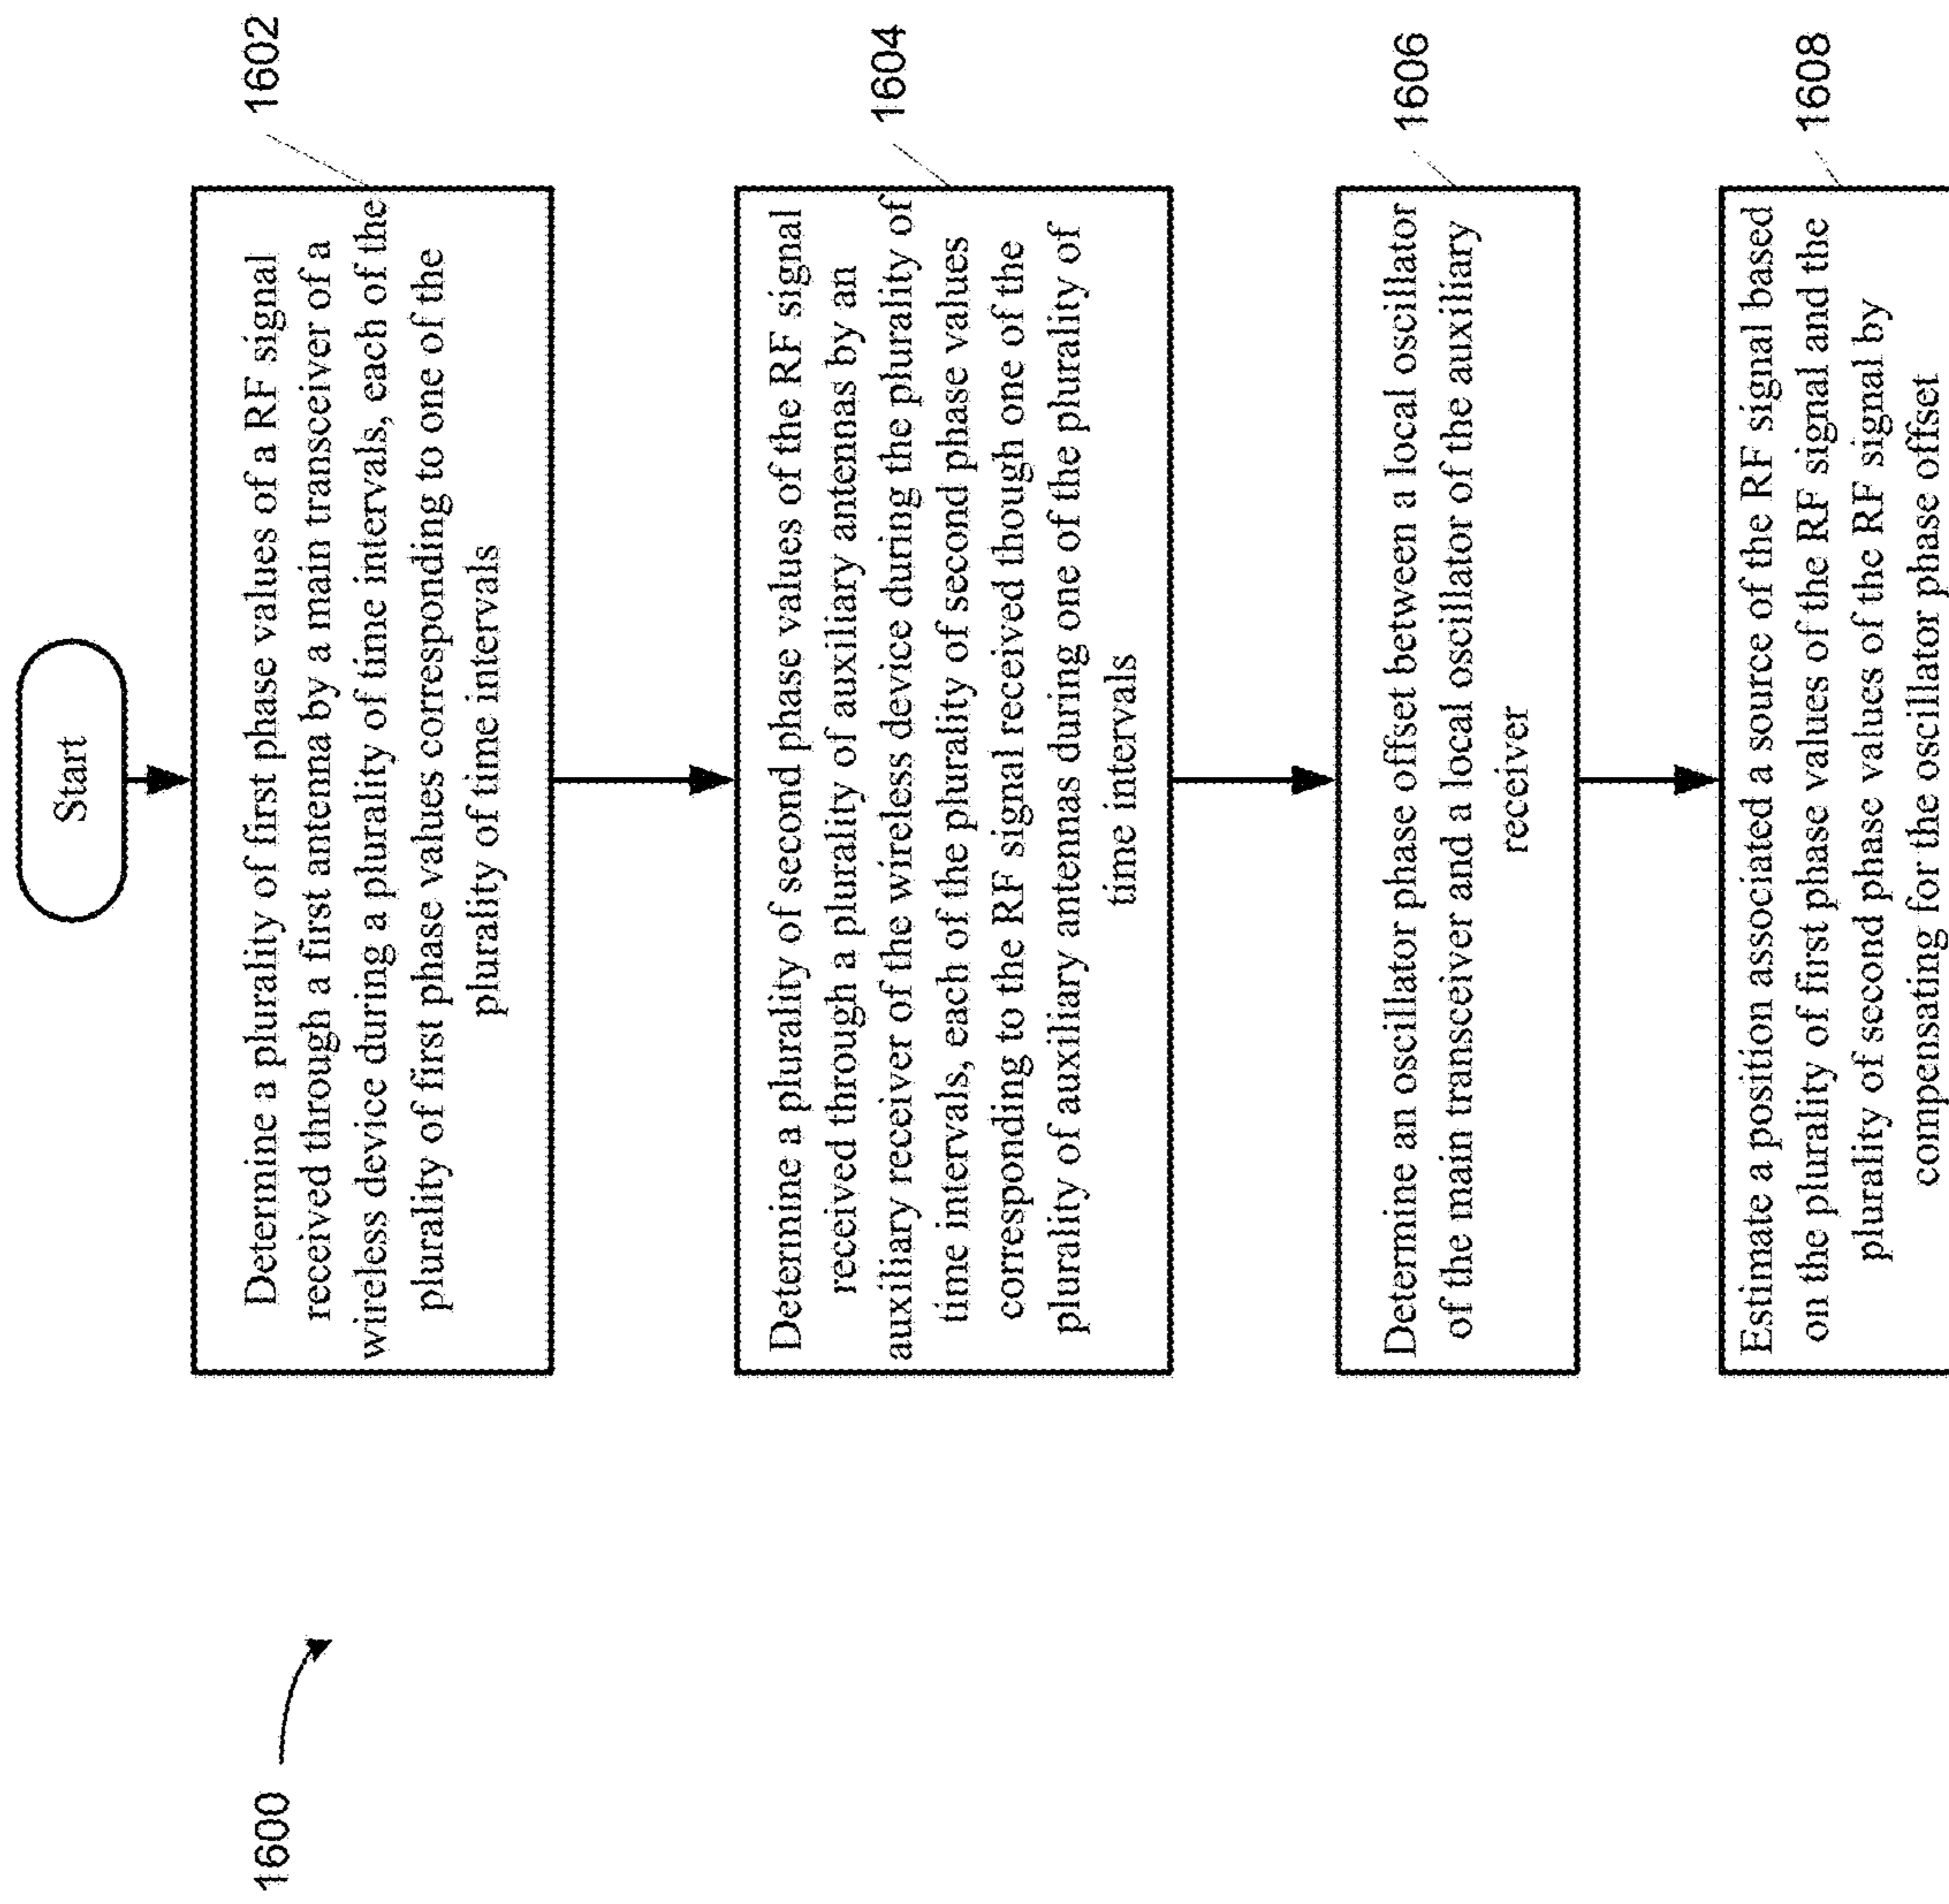 1600
Start
1602
Determine a plurality of first phase values of a RF signal
received through a first antenna by a main transceiver of a
wireless device during a plurality of time intervals, each of the
plurality of first phase values corresponding to one of the
plurality of time intervals
1604
Determine a plurality of second phase values of the RF signal
received through a plurality of auxiliary antennas by an
auxiliary receiver of the wireless device during the plurality of
time intervals, each of the plurality of second phase values
corresponding to the RF signal received though one of the
plurality of auxiliary antennas during one of the plurality of
time intervals
1606
Determine an oscillator phase offset between a local oscillator
of the main transceiver and a local oscillator of the auxiliary
receiver
1608
Estimate a position associated a source of the RF signal based
on the plurality of first phase values of the RF signal and the
plurality of second phase values of the RF signal by
compensating for the oscillator phase offset